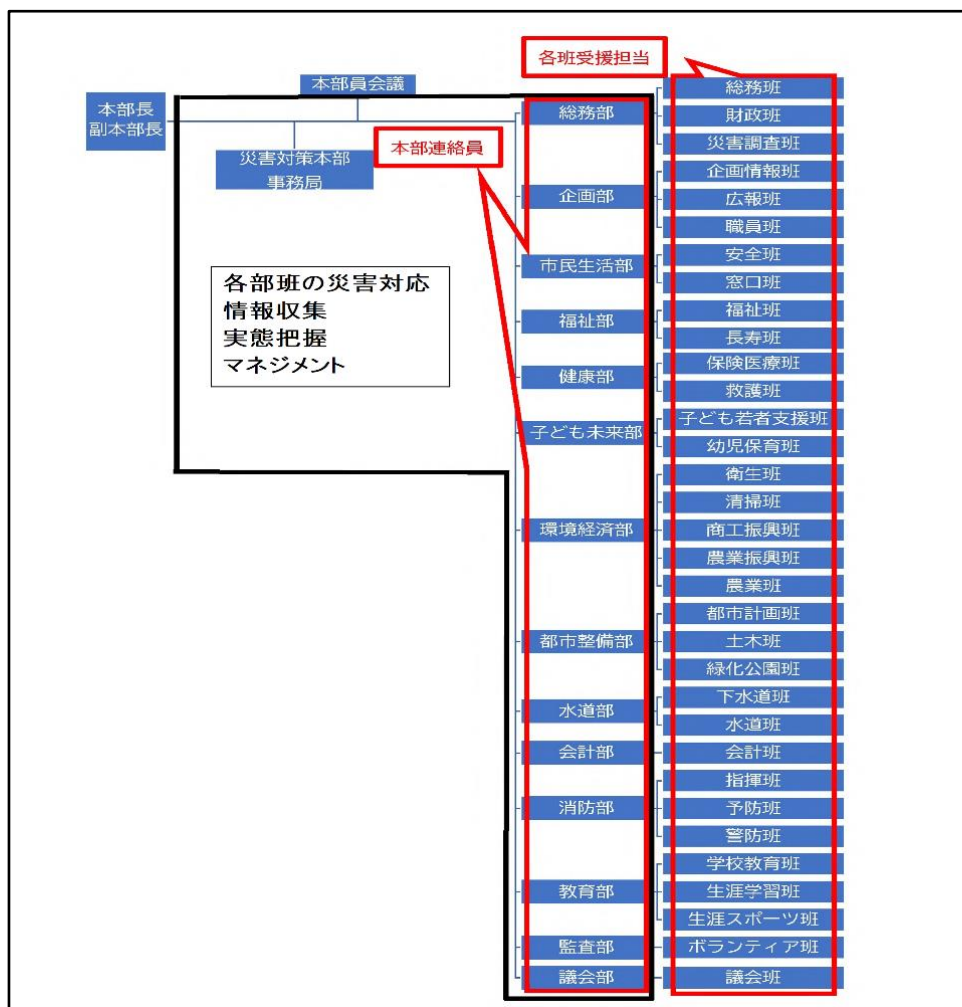 各班受援担当
本部員会議
本部長
副本部長
災害対策本部
事務局
本部連絡員
各部班の災害対応
情報収集
実態把握
マネジメント
総務部
総務班
財政班
災害調査班
企画部
企画情報班
広報班
職員班
市民生活部
安全班
窓口班
福祉部
福祉班
長寿班
健康部
保険医療班
救護班
子ども未来部
子ども若者支援班
幼児保育班
環境経済部
衛生班
清掃班
商工振興班
農業振興班
農業班
都市整備部
都市計画班
土木班
緑化公園班
水道部
下水道班
水道班
会計部
会計班
消防部
指揮班
予防班
警防班
教育部
学校教育班
生涯学習班
生涯スポーツ班
監査部
ボランティア班
議会部
議会班